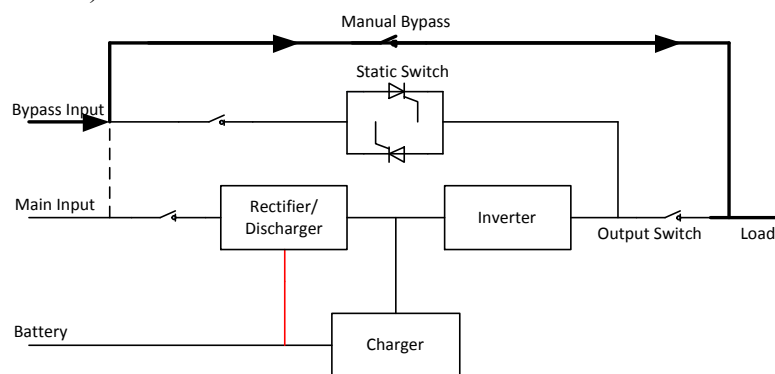 Manual Bypass
Static Switch
Bypass Input
Main Input
Rectifier/
Discharger
Inverter
Output Switch
Load
Battery
Charger